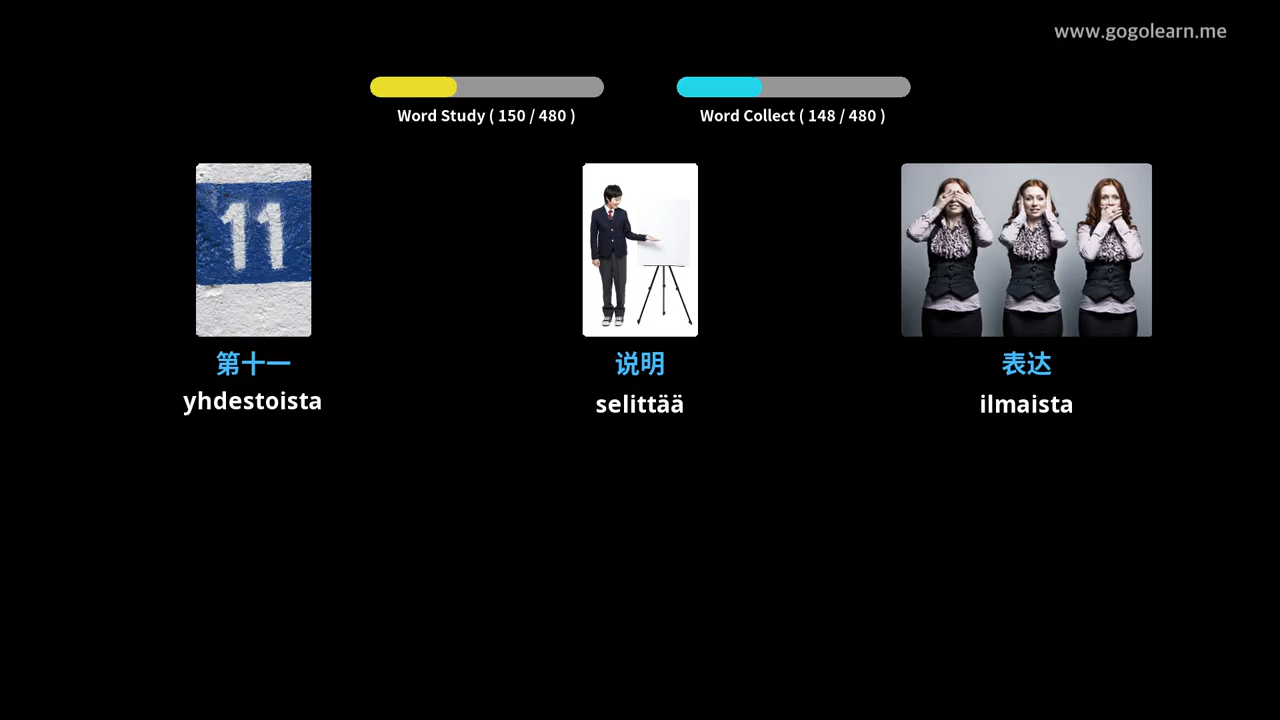 www.gogolearn.me
Word Study ( 150 / 480 )
Word Collect ( 148 / 480 )
11
第十一
说明
表达
yhdestoista
selittää
ilmaista